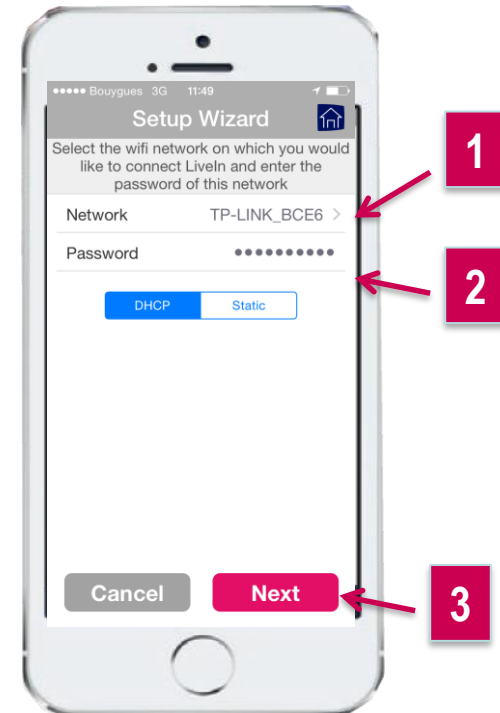 ●●●●● Bouygues 3G 11:49
Setup Wizard
Select the wifi network on which you would
like to connect LiveIn and enter the
password of this network
1
Network TP-LINK_BCE6 >
Password ●●●●●●●●●●
2
DHCP Static
Cancel Next
3